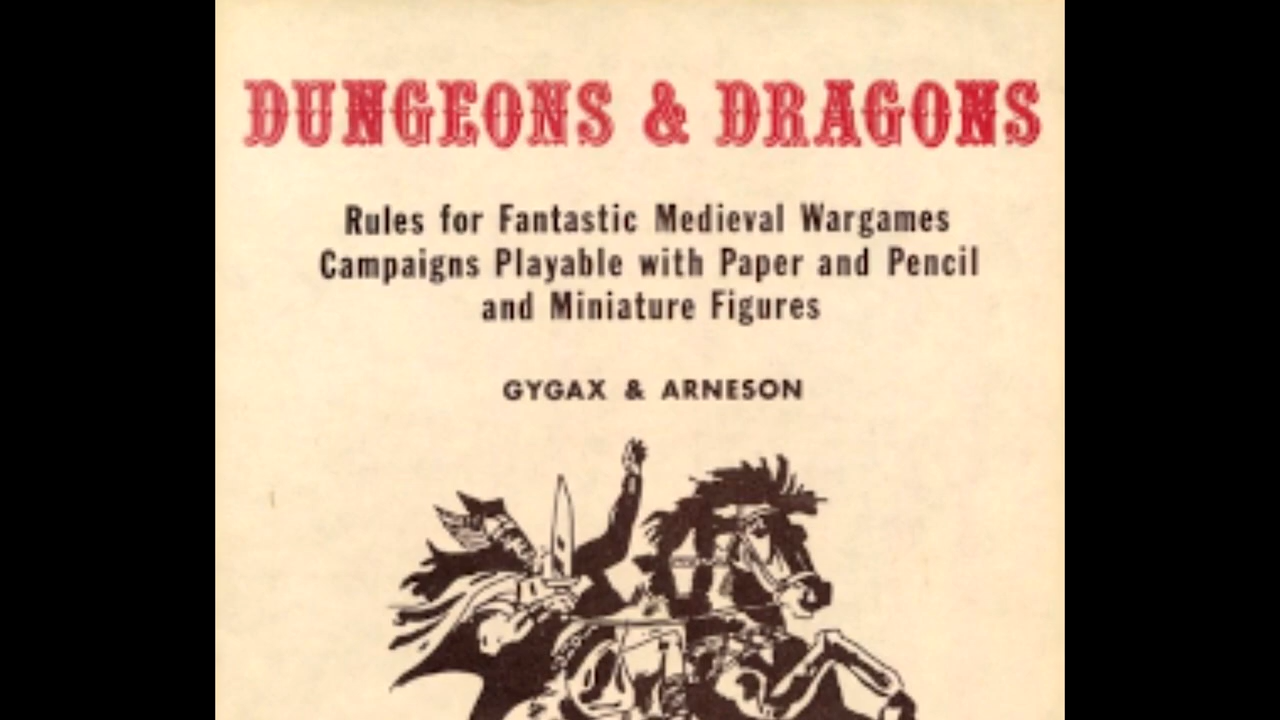 DUNGEONS & DRAGONS
Rules for Fantastic Medieval Wargames
Campaigns Playable with Paper and Pencil
and Miniature Figures
GYGAX & ARNESON